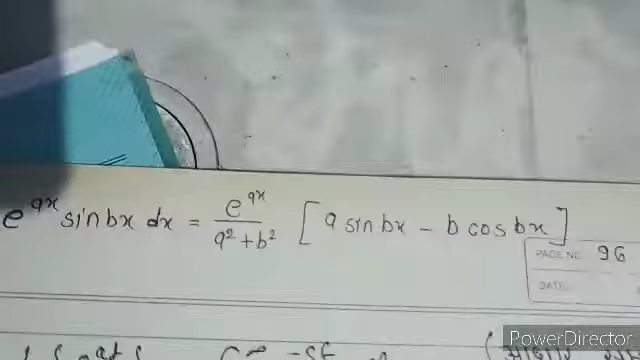 e^ax sin bx dx = e^ax / a² + b² [ a sin bx - b cos bx ]
PAGE NO. 96
DATE:
PowerDirector